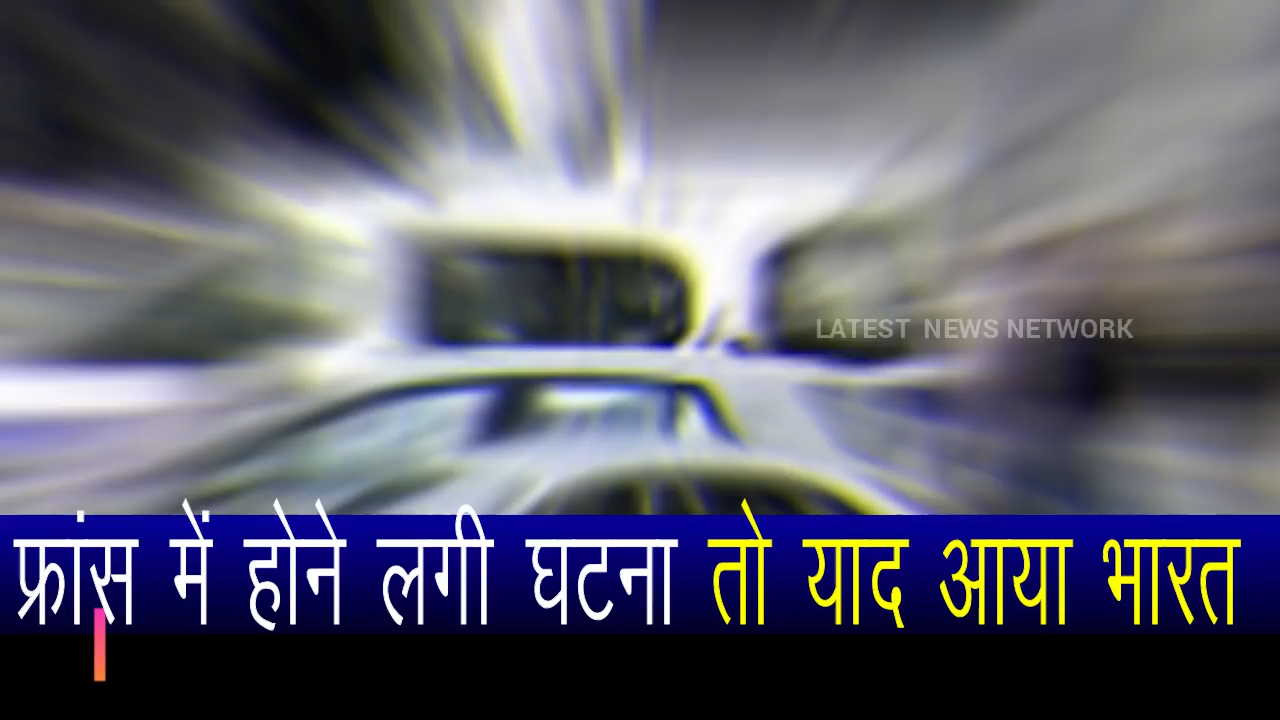 LATEST NEWS NETWORK
फ्रांस में होने लगी घटना तो याद आया भारत